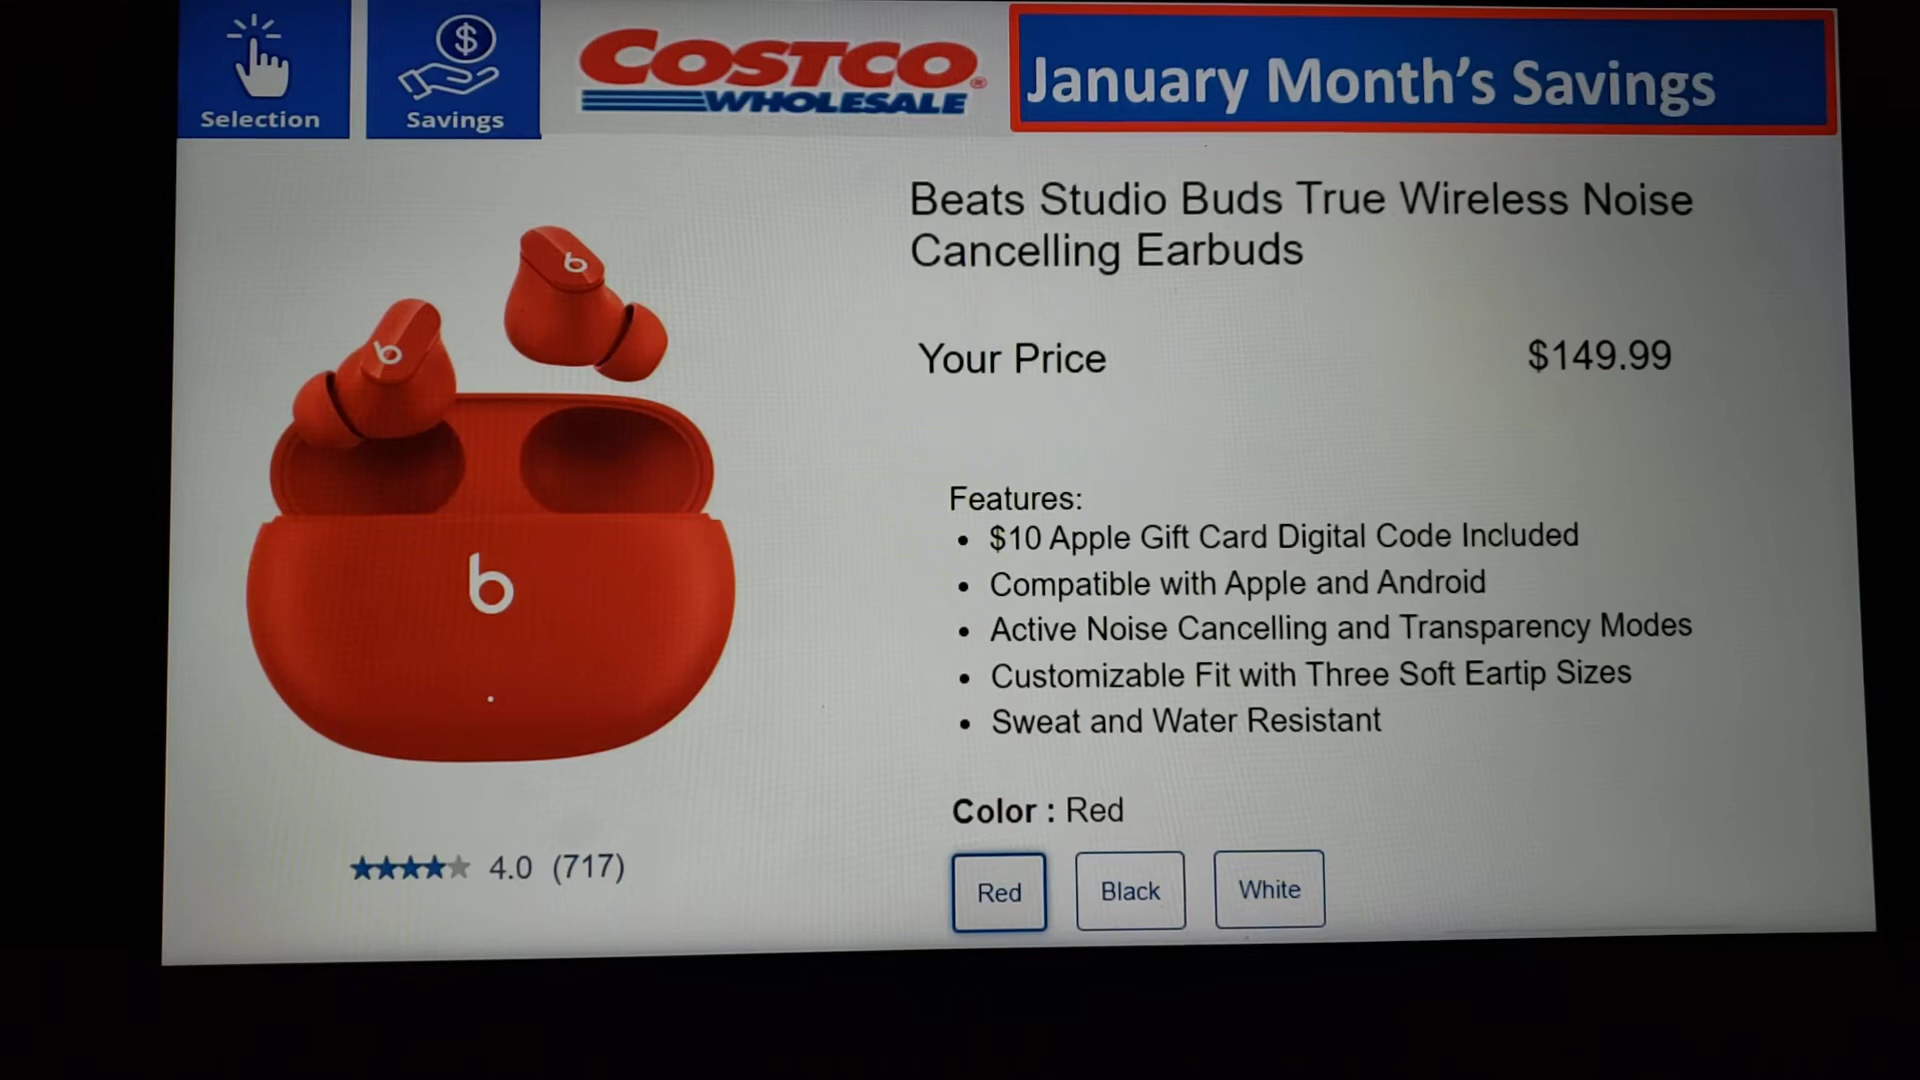 Selection
Savings
COSTCO
WHOLESALE
January Month's Savings
Beats Studio Buds True Wireless Noise
Cancelling Earbuds
Your Price $149.99
Features:
• $10 Apple Gift Card Digital Code Included
• Compatible with Apple and Android
• Active Noise Cancelling and Transparency Modes
• Customizable Fit with Three Soft Eartip Sizes
• Sweat and Water Resistant
Color : Red
Red Black White
b
b
b
★★★★★ 4.0 (717)